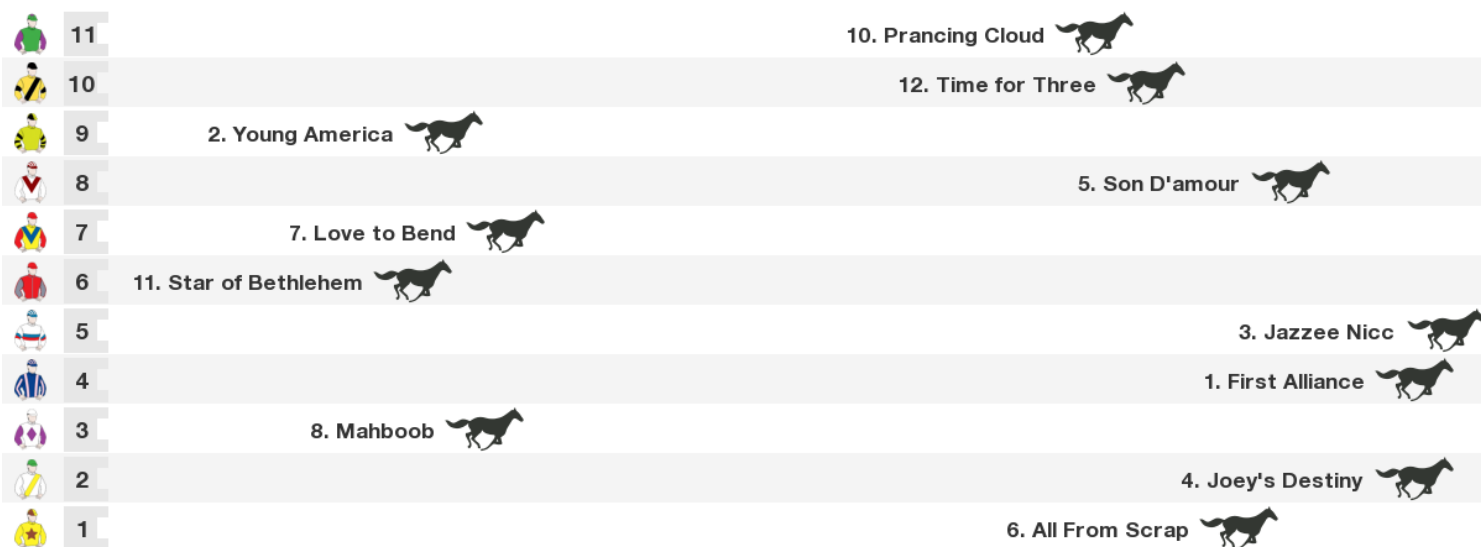 11 10. Prancing Cloud
10 12. Time for Three
9 2. Young America
8 5. Son D'amour
7 7. Love to Bend
6 11. Star of Bethlehem
5 3. Jazzee Nicc
4 1. First Alliance
3 8. Mahboob
2 4. Joey's Destiny
1 6. All From Scrap